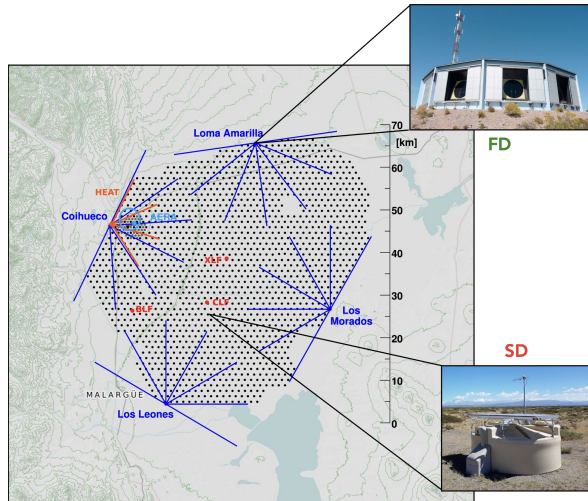 Loma Amarilla
70
[km]
FD
60
HEAT
Coihueco
AERA
50
XLF
40
BLF
CLF
30
Los
Morados
20
SD
10
MALARGÜE
Los Leones
0